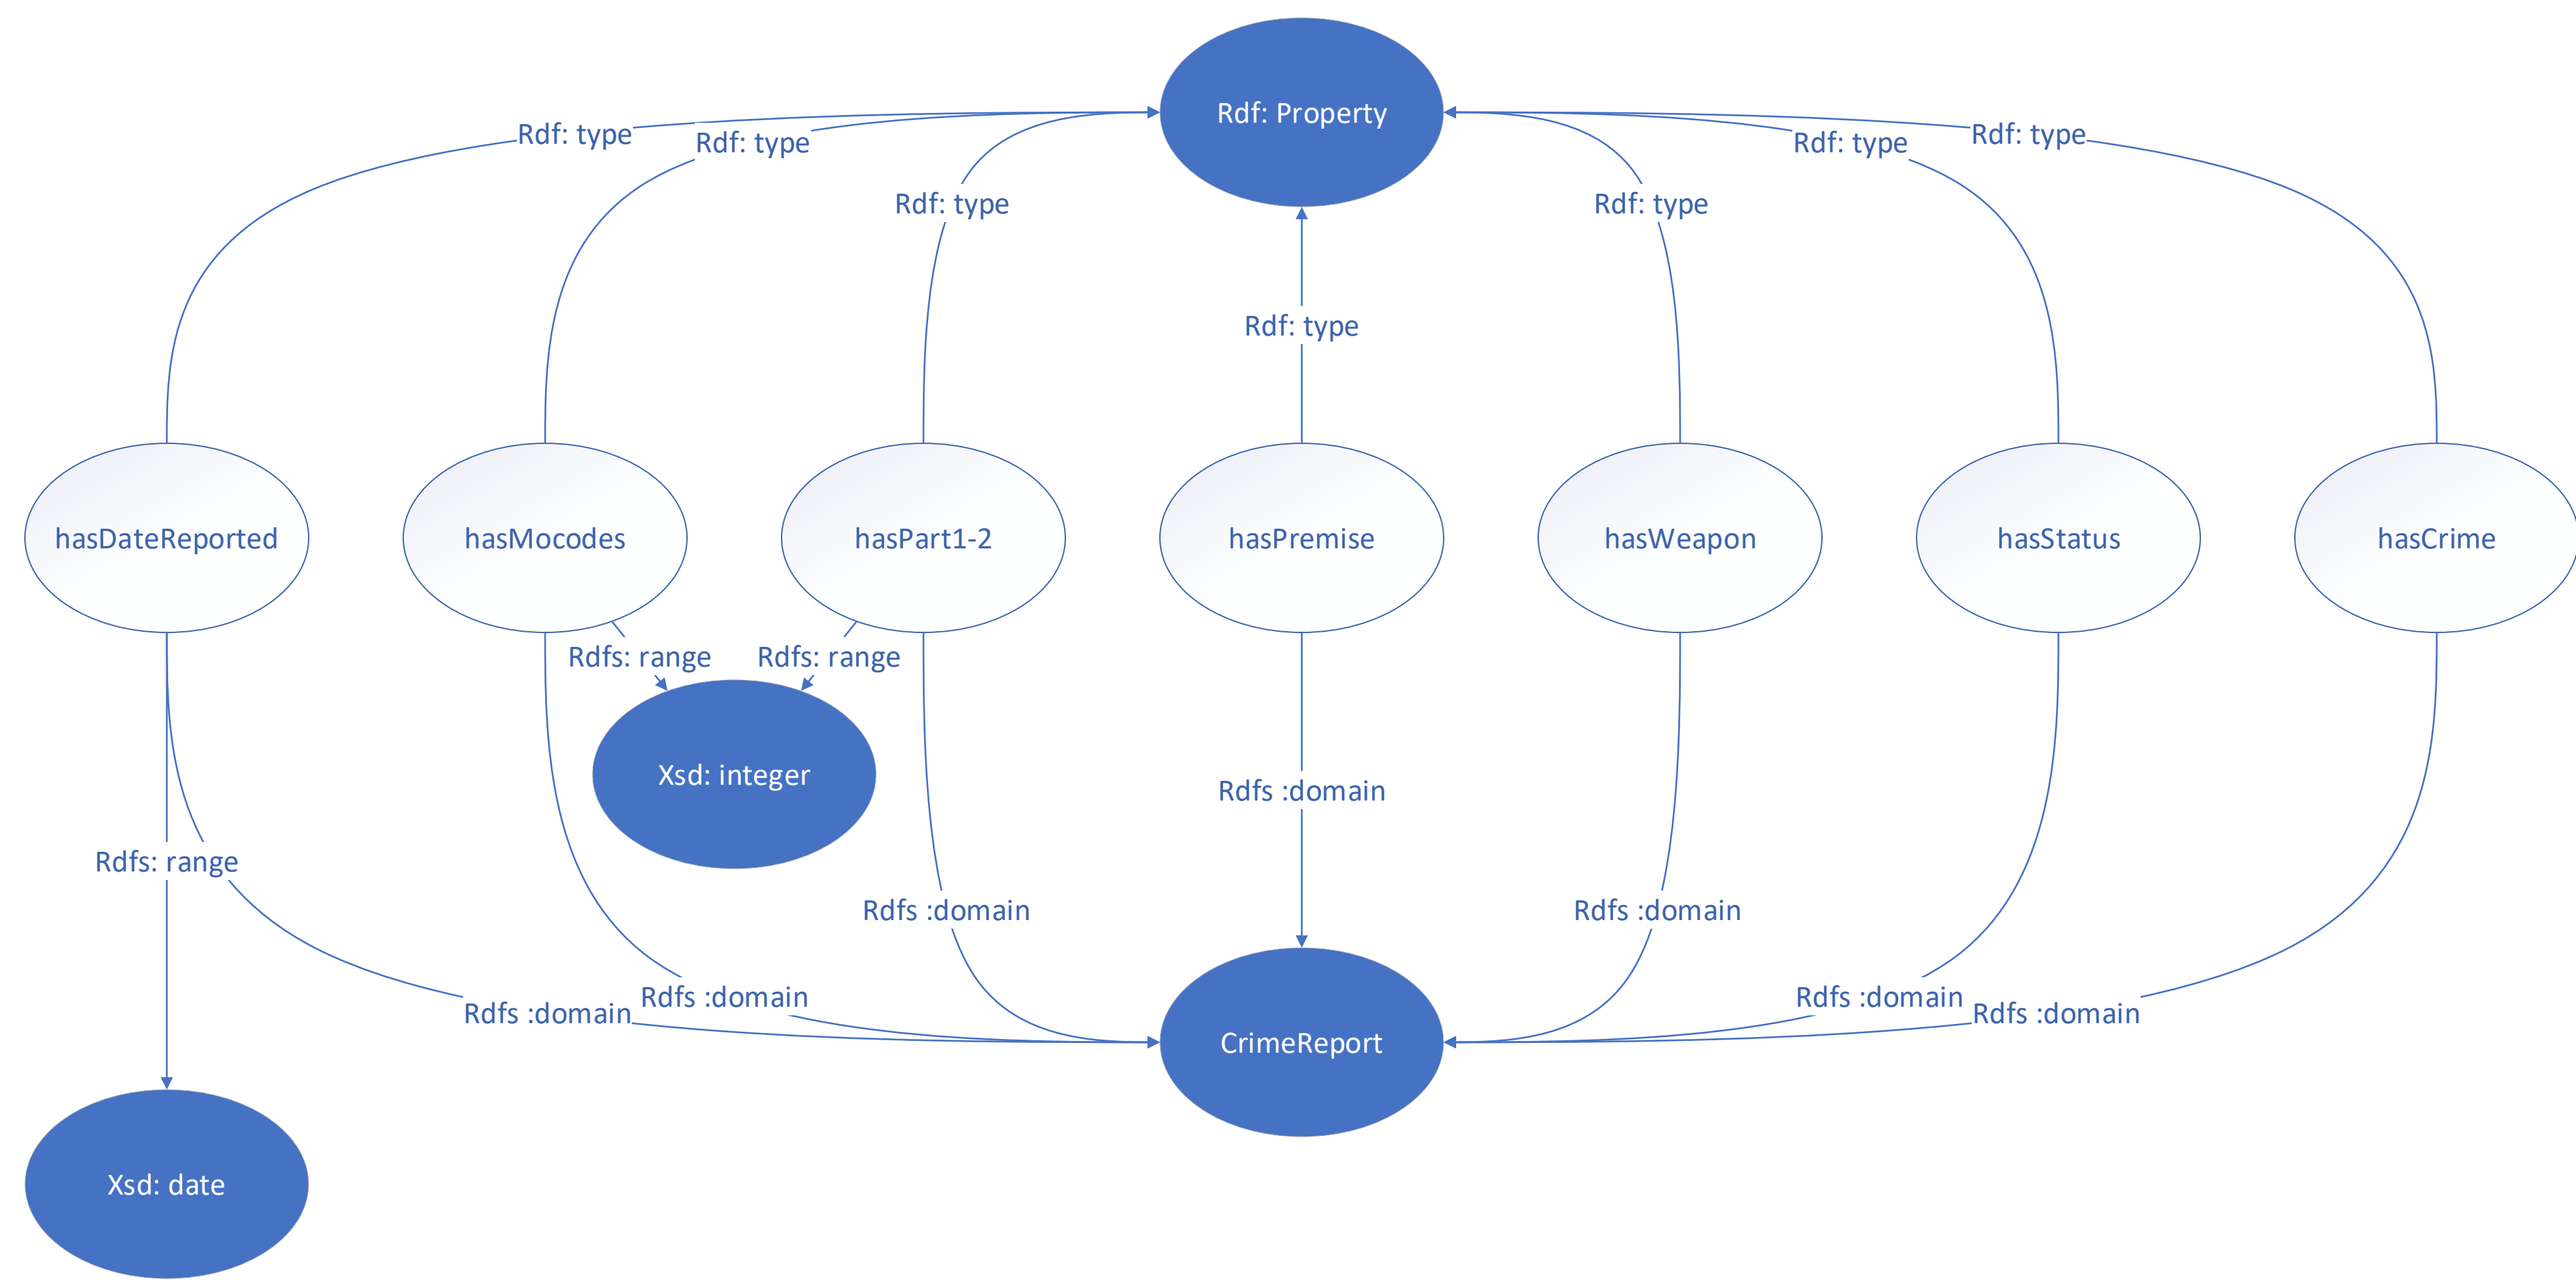 Rdf: Property
Rdf: type
Rdf: type
Rdf: type
Rdf: type
Rdf: type
Rdf: type
Rdf: type
hasDateReported
hasMocodes
hasPart1-2
hasPremise
hasWeapon
hasStatus
hasCrime
Rdfs: range
Rdfs: range
Xsd: integer
Rdfs :domain
Rdfs: range
Rdfs :domain
Rdfs :domain
Rdfs :domain
Rdfs :domain
Rdfs :domain
Rdfs :domain
CrimeReport
Xsd: date